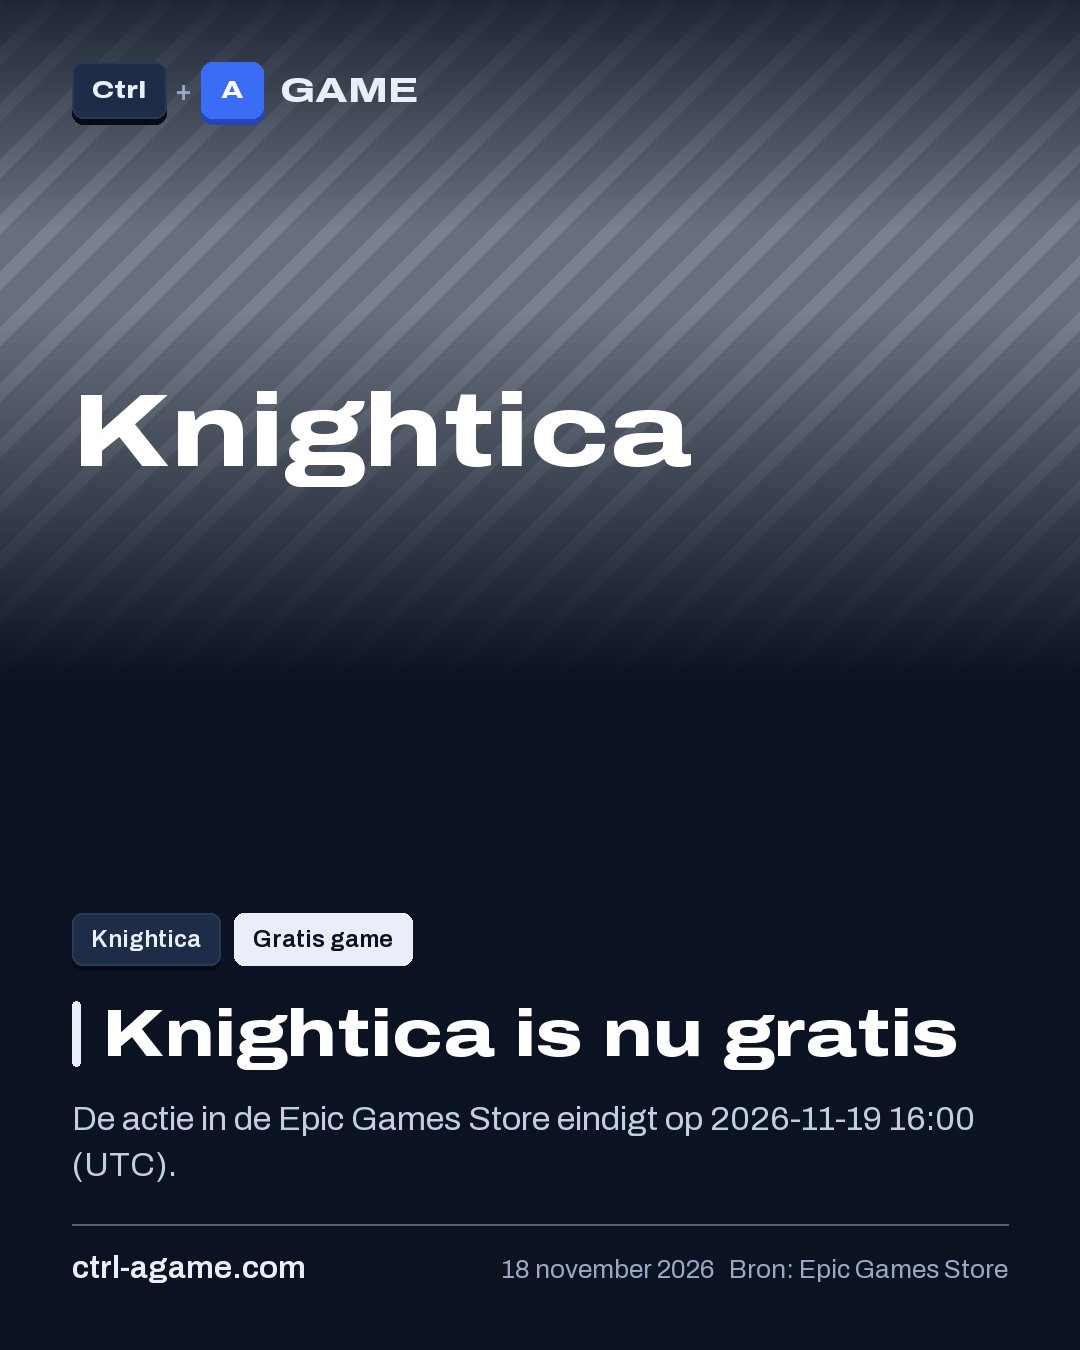 Ctrl + A GAME
Knightica
Knightica Gratis game
Knightica is nu gratis
De actie in de Epic Games Store eindigt op 2026-11-19 16:00
(UTC).
ctrl-agame.com 18 november 2026 Bron: Epic Games Store